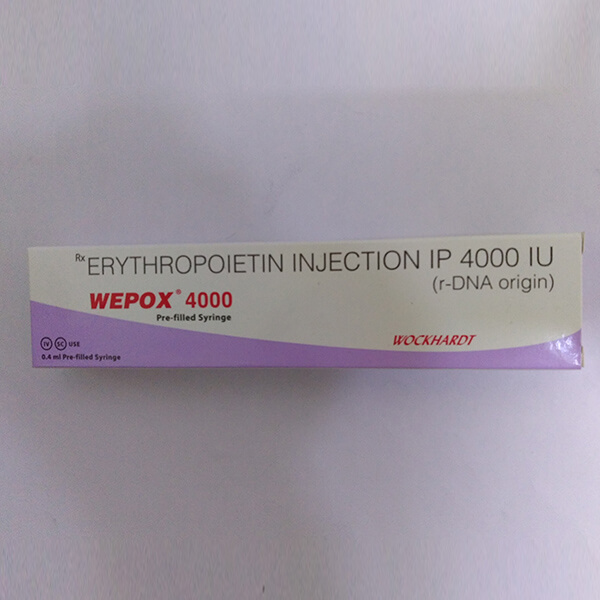 Rx ERYTHROPOIETIN INJECTION IP 4000 IU
(r-DNA origin)
WEPOX® 4000
Pre-filled Syringe
WOCKHARDT
IV SC USE
0.4 ml Pre-filled Syringe